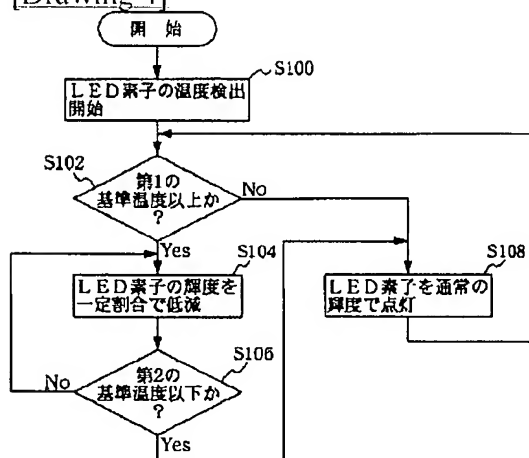 [Drawing 4]
開 始
S100
LED素子の温度検出
開始
S102
第1の
基準温度以上か
?
No
Yes
S104
LED素子の輝度を
一定割合で低減
S108
LED素子を通常の
輝度で点灯
S106
第2の
基準温度以下か
?
No
Yes